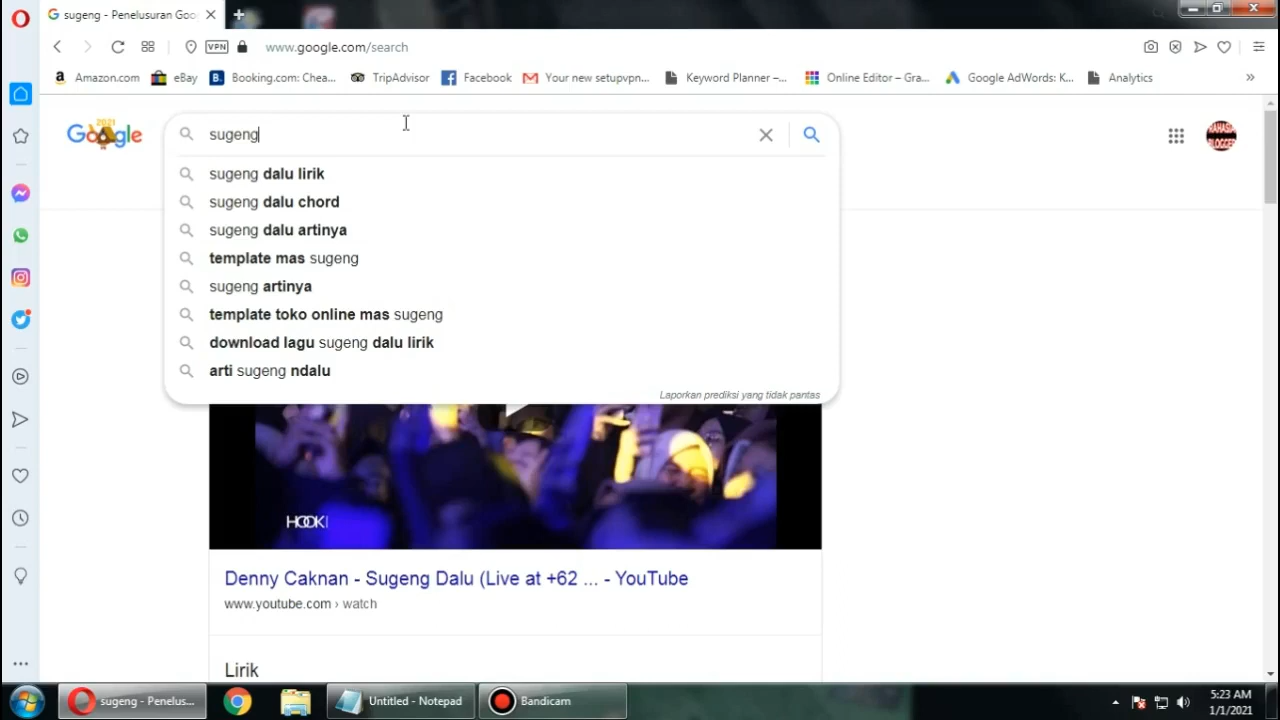 sugeng - Penelusuran Goo
VPN
www.google.com/search
Amazon.com
eBay
Booking.com: Chea...
TripAdvisor
Facebook
Your new setupvpn...
Keyword Planner –...
Online Editor – Gra...
Google AdWords: K...
Analytics
2021
Google
sugeng
sugeng dalu lirik
sugeng dalu chord
sugeng dalu artinya
template mas sugeng
sugeng artinya
template toko online mas sugeng
download lagu sugeng dalu lirik
arti sugeng ndalu
Laporkan prediksi yang tidak pantas
HOOK
Denny Caknan - Sugeng Dalu (Live at +62 ... - YouTube
www.youtube.com › watch
Lirik
sugeng - Penelus...
Untitled - Notepad
Bandicam
5:23 AM
1/1/2021